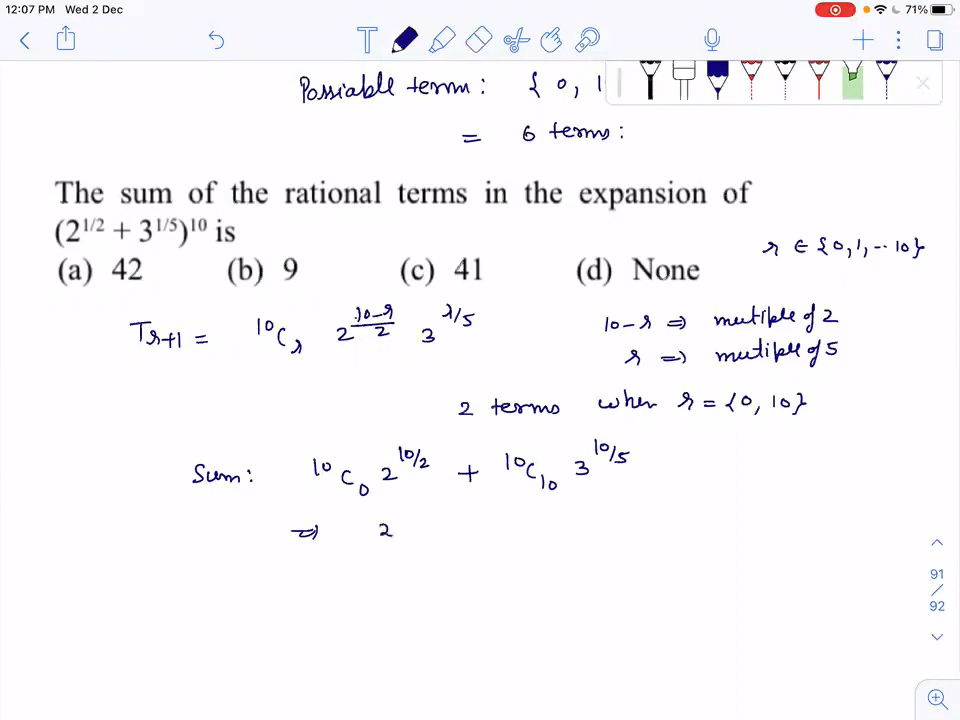 12:07 PM Wed 2 Dec 71%
Possiable term : { 0, 1
= 6 terms :
The sum of the rational terms in the expansion of
(2^{1/2} + 3^{1/5})^{10} is
r ∈ {0, 1, -- 10}
(a) 42 (b) 9 (c) 41 (d) None
T_{r+1} = ^{10}C_r 2^{\frac{10-r}{2}} 3^{r/5}
10-r ⇒ multiple of 2
r ⇒ multiple of 5
2 terms when r = {0, 10}
Sum : ^{10}C_0 2^{10/2} + ^{10}C_{10} 3^{10/5}
⇒ 2
91
/
92